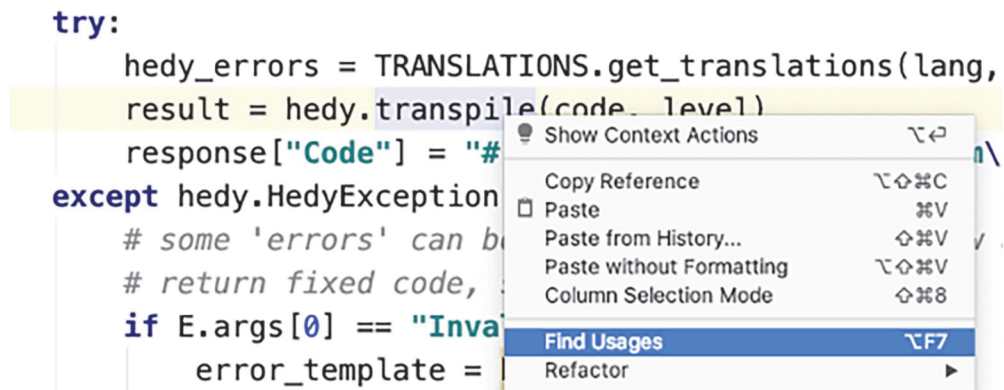 try:
hedy_errors = TRANSLATIONS.get_translations(lang,
result = hedy.transpile(code, level)
response["Code"] = "#
\
except hedy.HedyException
# some 'errors' can
# return fixed code,
if E.args[0] == "Inva
error_template =
Show Context Actions ⌥⏎
Copy Reference ⌥⇧⌘C
Paste ⌘V
Paste from History... ⇧⌘V
Paste without Formatting ⌥⇧⌘V
Column Selection Mode ⇧⌘8
Find Usages ⌥F7
Refactor ▶